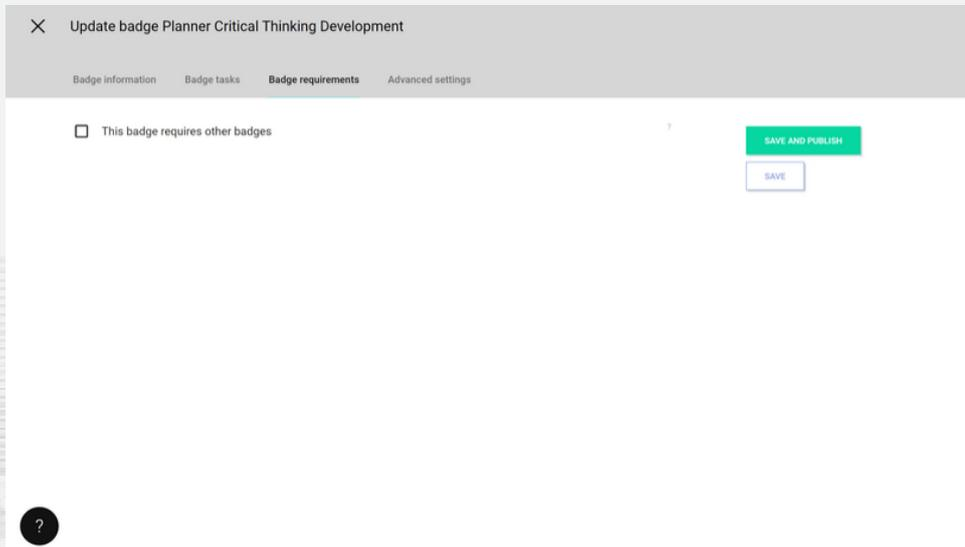 Update badge Planner Critical Thinking Development
Badge information Badge tasks Badge requirements Advanced settings
This badge requires other badges ?
SAVE AND PUBLISH
SAVE
?